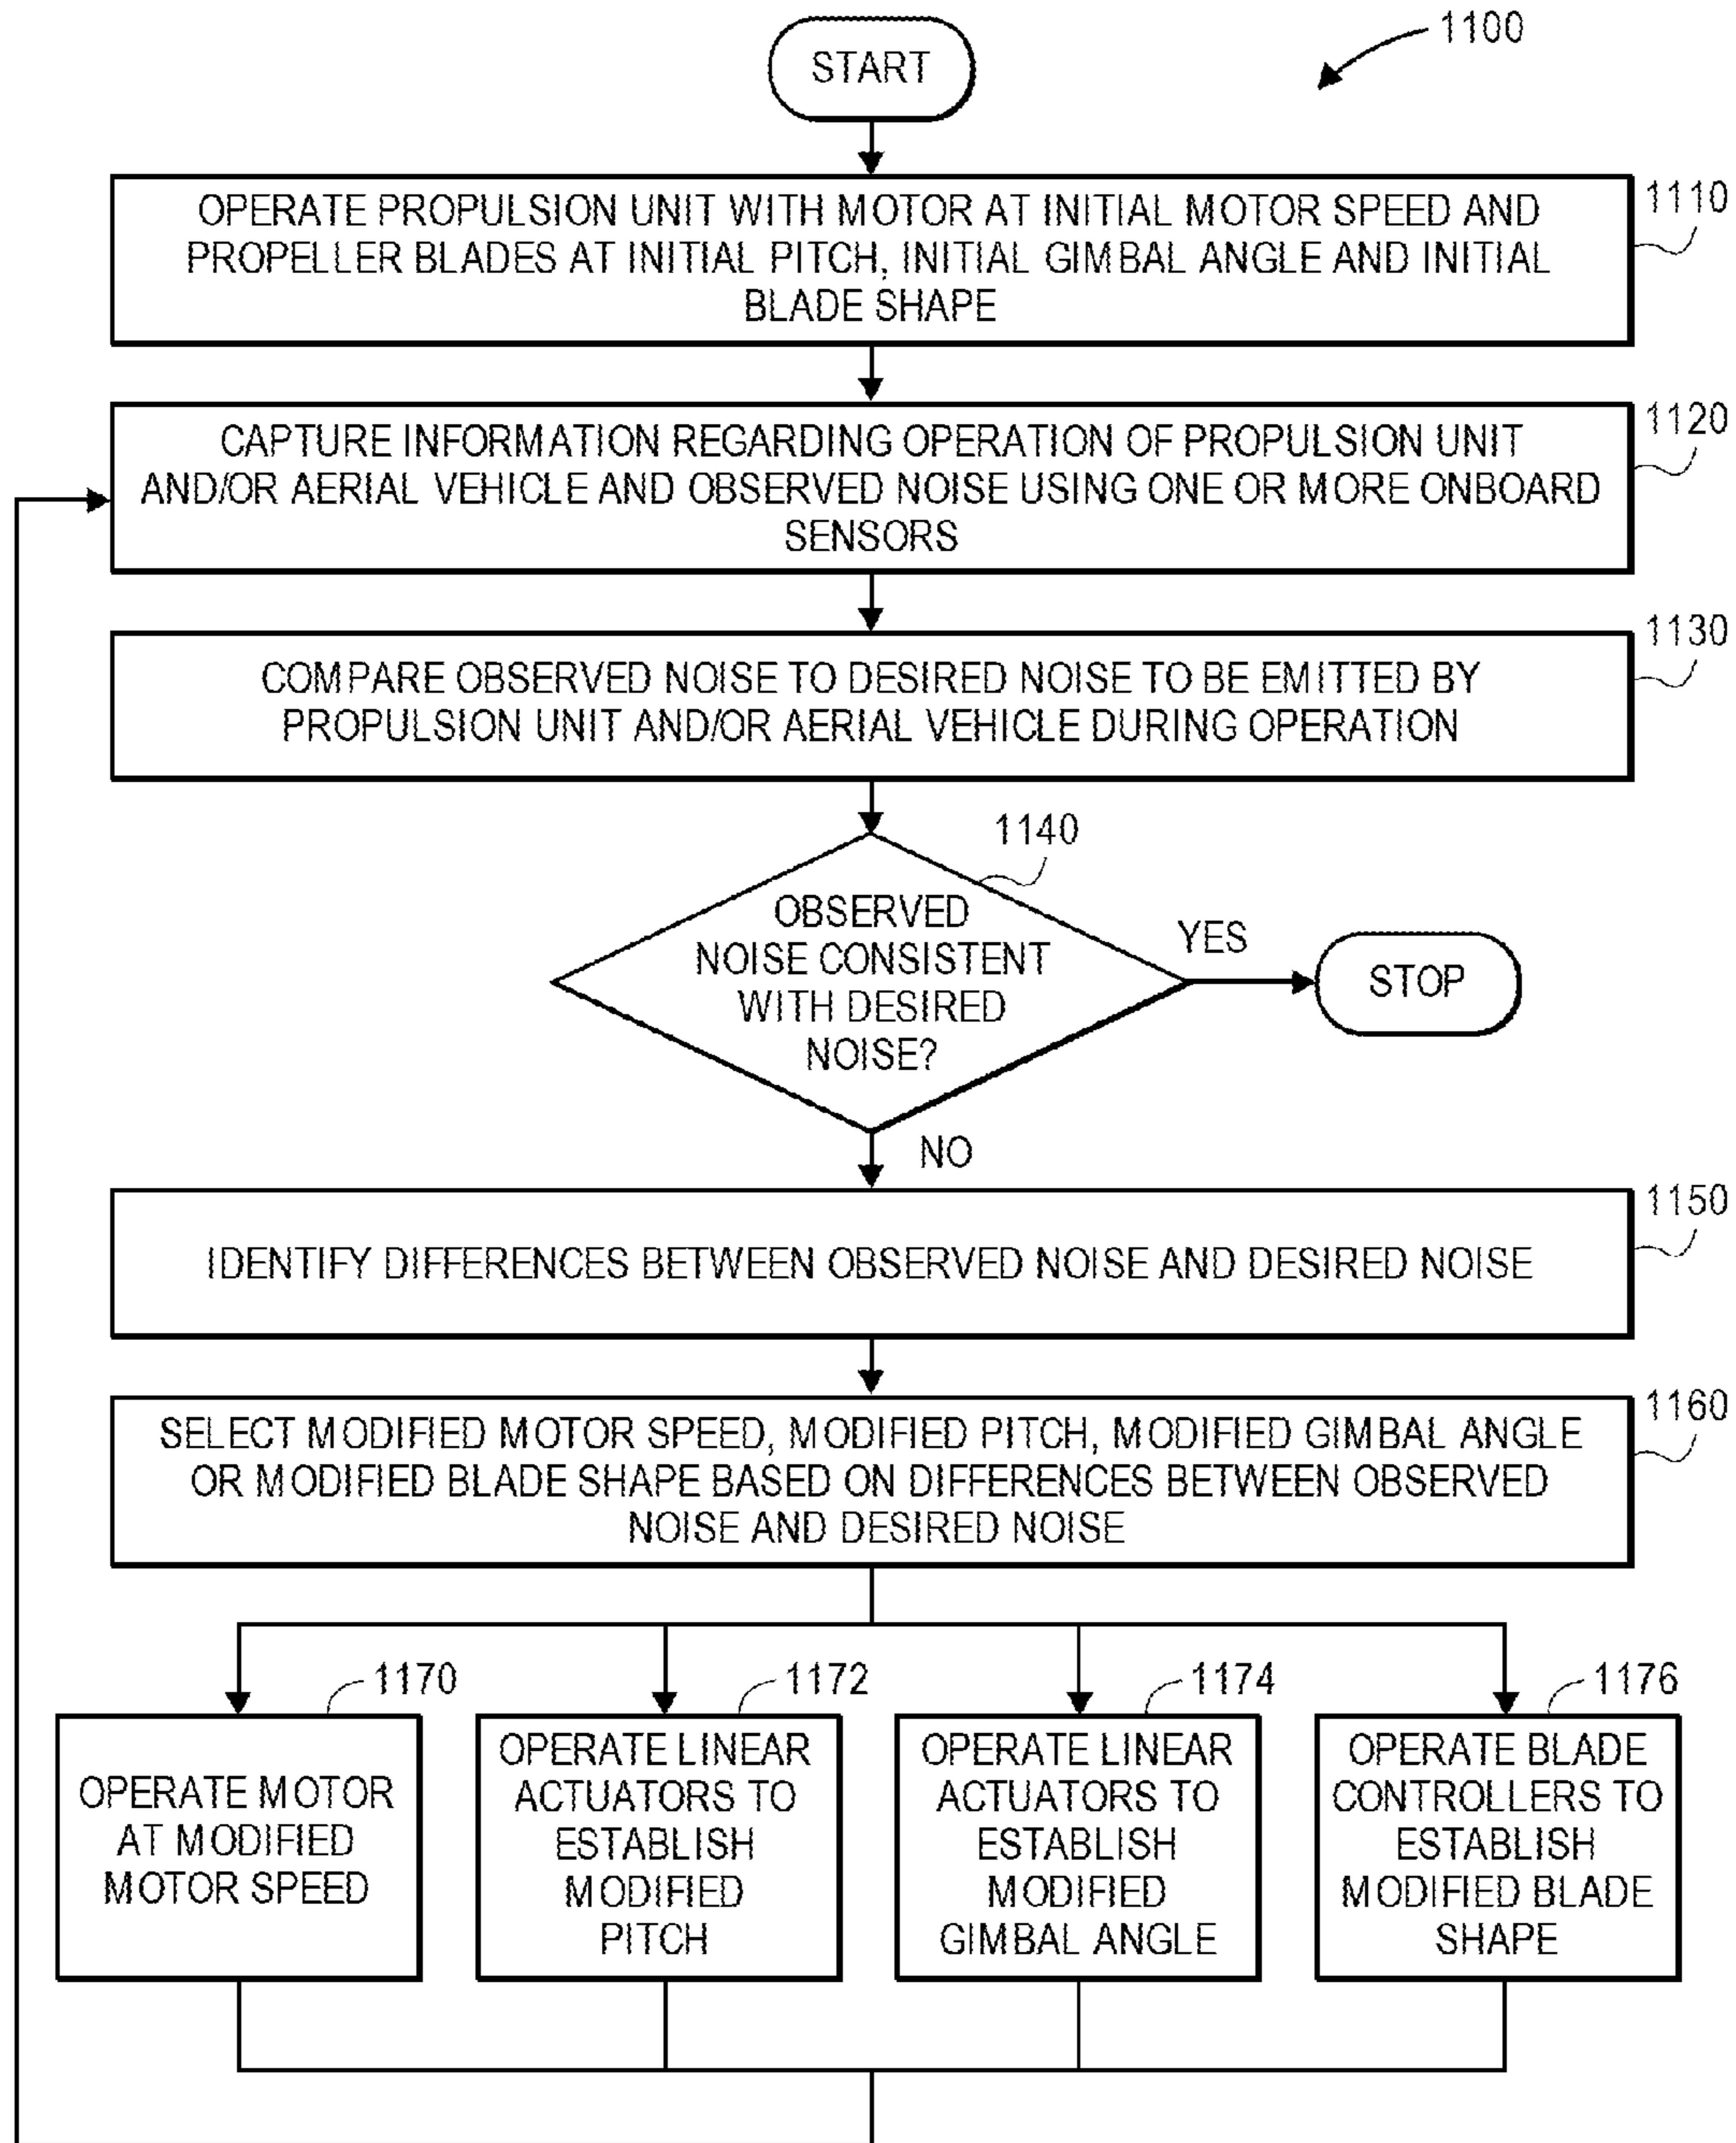 1100
START
1110
OPERATE PROPULSION UNIT WITH MOTOR AT INITIAL MOTOR SPEED AND
PROPELLER BLADES AT INITIAL PITCH, INITIAL GIMBAL ANGLE AND INITIAL
BLADE SHAPE
1120
CAPTURE INFORMATION REGARDING OPERATION OF PROPULSION UNIT
AND/OR AERIAL VEHICLE AND OBSERVED NOISE USING ONE OR MORE ONBOARD
SENSORS
1130
COMPARE OBSERVED NOISE TO DESIRED NOISE TO BE EMITTED BY
PROPULSION UNIT AND/OR AERIAL VEHICLE DURING OPERATION
1140
OBSERVED
NOISE CONSISTENT
WITH DESIRED
NOISE?
YES
STOP
NO
1150
IDENTIFY DIFFERENCES BETWEEN OBSERVED NOISE AND DESIRED NOISE
1160
SELECT MODIFIED MOTOR SPEED, MODIFIED PITCH, MODIFIED GIMBAL ANGLE
OR MODIFIED BLADE SHAPE BASED ON DIFFERENCES BETWEEN OBSERVED
NOISE AND DESIRED NOISE
1170
OPERATE MOTOR
AT MODIFIED
MOTOR SPEED
1172
OPERATE LINEAR
ACTUATORS TO
ESTABLISH
MODIFIED
PITCH
1174
OPERATE LINEAR
ACTUATORS TO
ESTABLISH
MODIFIED
GIMBAL ANGLE
1176
OPERATE BLADE
CONTROLLERS TO
ESTABLISH
MODIFIED BLADE
SHAPE